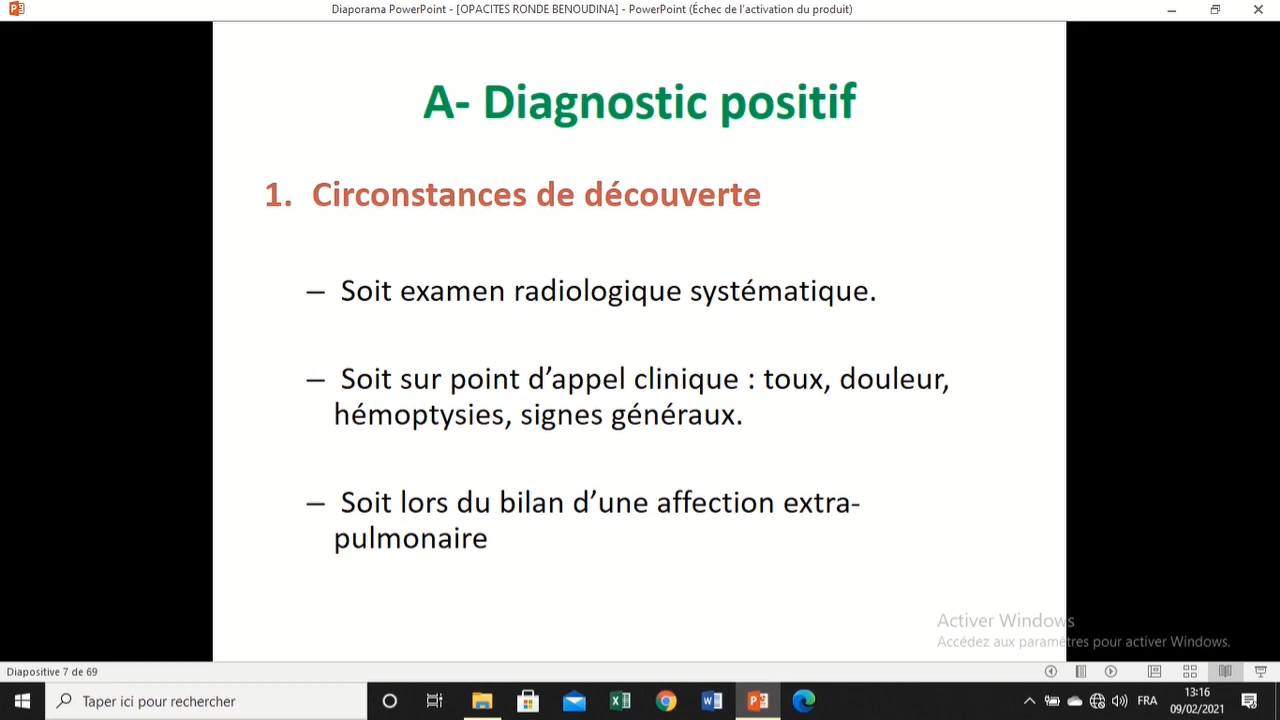 Diaporama PowerPoint - [OPACITES RONDE BENOUDINA] - PowerPoint (Échec de l'activation du produit)
A- Diagnostic positif
1. Circonstances de découverte
– Soit examen radiologique systématique.
– Soit sur point d’appel clinique : toux, douleur,
hémoptysies, signes généraux.
– Soit lors du bilan d’une affection extra-
pulmonaire
Activer Windows
Accédez aux paramètres pour activer Windows.
Diapositive 7 de 69
Taper ici pour rechercher
FRA
13:16
09/02/2021